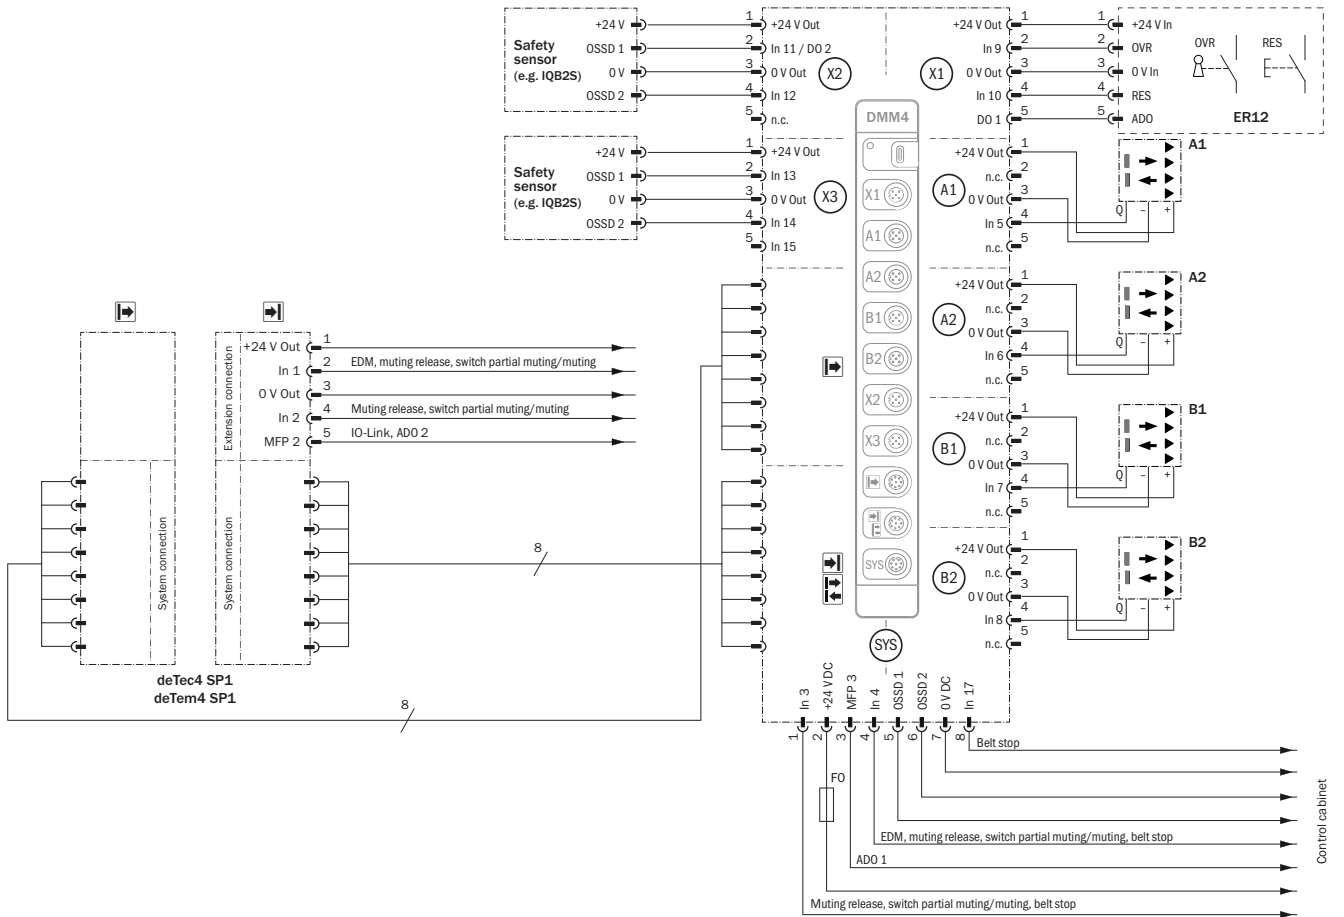 Safety
sensor
(e.g. IQB2S)
+24 V
OSSD 1
0 V
OSSD 2
1
2
3
4
5
+24 V Out
In 11 / DO 2
0 V Out
In 12
n.c.
X2
X1
+24 V Out
In 9
0 V Out
In 10
DO 1
1
2
3
4
5
1
2
3
4
5
+24 V In
OVR
0 V In
RES
ADO
OVR
RES
ER12
Safety
sensor
(e.g. IQB2S)
+24 V
OSSD 1
0 V
OSSD 2
1
2
3
4
5
+24 V Out
In 13
0 V Out
In 14
In 15
X3
DMM4
X1
A1
A2
B1
B2
X2
X3
SYS
A1
+24 V Out
n.c.
0 V Out
In 5
n.c.
1
2
3
4
5
A1
Q
–
+
A2
+24 V Out
n.c.
0 V Out
In 6
n.c.
1
2
3
4
5
A2
Q
–
+
B1
+24 V Out
n.c.
0 V Out
In 7
n.c.
1
2
3
4
5
B1
Q
–
+
B2
+24 V Out
n.c.
0 V Out
In 8
n.c.
1
2
3
4
5
B2
Q
–
+
Extension connection
+24 V Out
In 1
0 V Out
In 2
MFP 2
1
2 EDM, muting release, switch partial muting/muting
3
4 Muting release, switch partial muting/muting
5 IO-Link, ADO 2
System connection
System connection
deTec4 SP1
deTem4 SP1
8
8
SYS
In 3
+24 V DC
MFP 3
In 4
OSSD 1
OSSD 2
0 V DC
In 17
1
2
3
4
5
6
7
8
Belt stop
F0
EDM, muting release, switch partial muting/muting, belt stop
ADO 1
Muting release, switch partial muting/muting, belt stop
Control cabinet